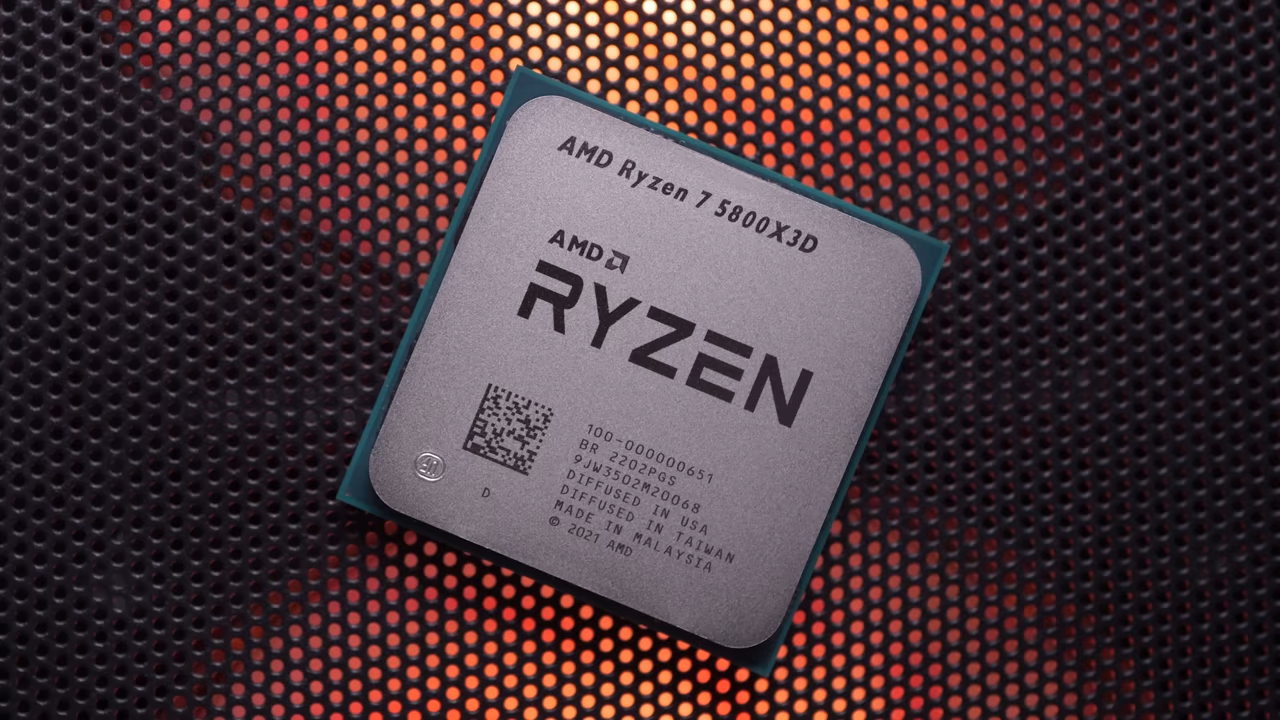 AMD Ryzen 7 5800X3D
AMD
RYZEN
100-000000651
BR 2202PGS
9JW3502M20068
DIFFUSED IN USA
DIFFUSED IN TAIWAN
MADE IN MALAYSIA
© 2021 AMD
D